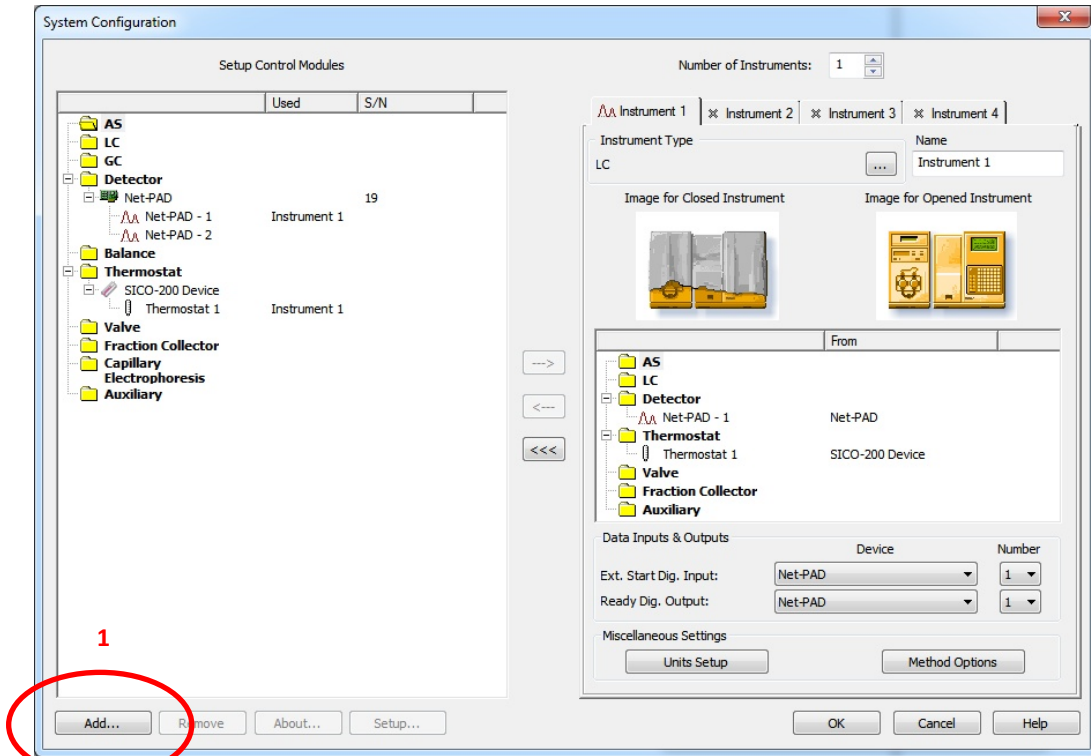 System Configuration
x
Setup Control Modules
Number of Instruments: 1
Used S/N
AS
LC
GC
Detector
Net-PAD 19
Net-PAD - 1 Instrument 1
Net-PAD - 2
Balance
Thermostat
SICO-200 Device
Thermostat 1 Instrument 1
Valve
Fraction Collector
Capillary
Electrophoresis
Auxiliary
--->
<---
<<<
Instrument 1 Instrument 2 Instrument 3 Instrument 4
Instrument Type Name
LC ... Instrument 1
Image for Closed Instrument Image for Opened Instrument
From
AS
LC
Detector
Net-PAD - 1 Net-PAD
Thermostat
Thermostat 1 SICO-200 Device
Valve
Fraction Collector
Auxiliary
Data Inputs & Outputs
Device Number
Ext. Start Dig. Input: Net-PAD 1
Ready Dig. Output: Net-PAD 1
Miscellaneous Settings
Units Setup Method Options
1
Add... Remove About... Setup... OK Cancel Help